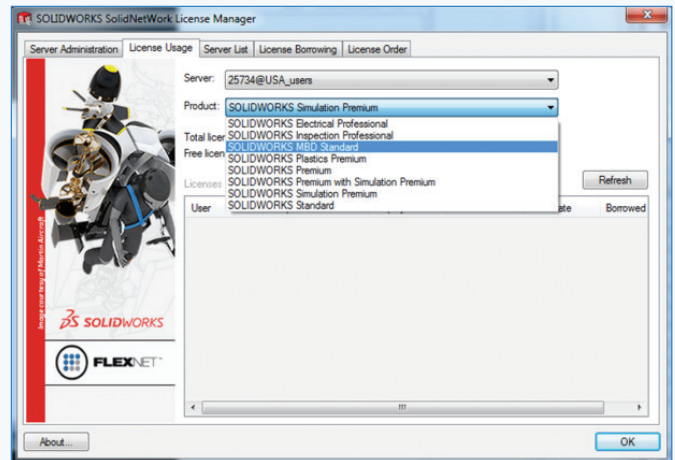 SOLIDWORKS SolidNetWork License Manager
Server Administration License Usage Server List License Borrowing License Order
Server: 25734@USA_users
Product: SOLIDWORKS Simulation Premium
SOLIDWORKS Electrical Professional
Total licen SOLIDWORKS Inspection Professional
SOLIDWORKS MBD Standard
Free licen SOLIDWORKS Plastics Premium
SOLIDWORKS Premium
Licenses SOLIDWORKS Premium with Simulation Premium
Refresh
SOLIDWORKS Simulation Premium
SOLIDWORKS Standard
User ate Borrowed
Image courtesy of Martin Aircraft
SOLIDWORKS
FLEXNET
About... OK